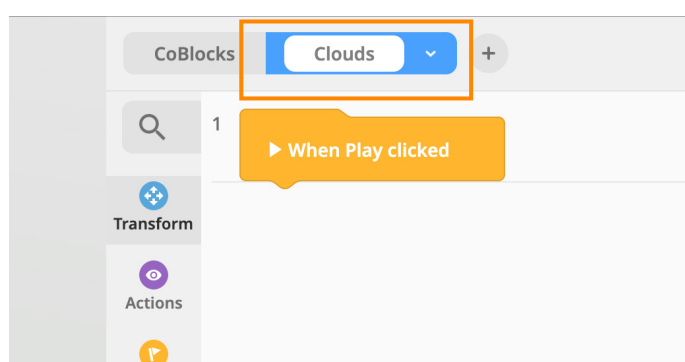 CoBlocks
Clouds
+
1
When Play clicked
Transform
Actions